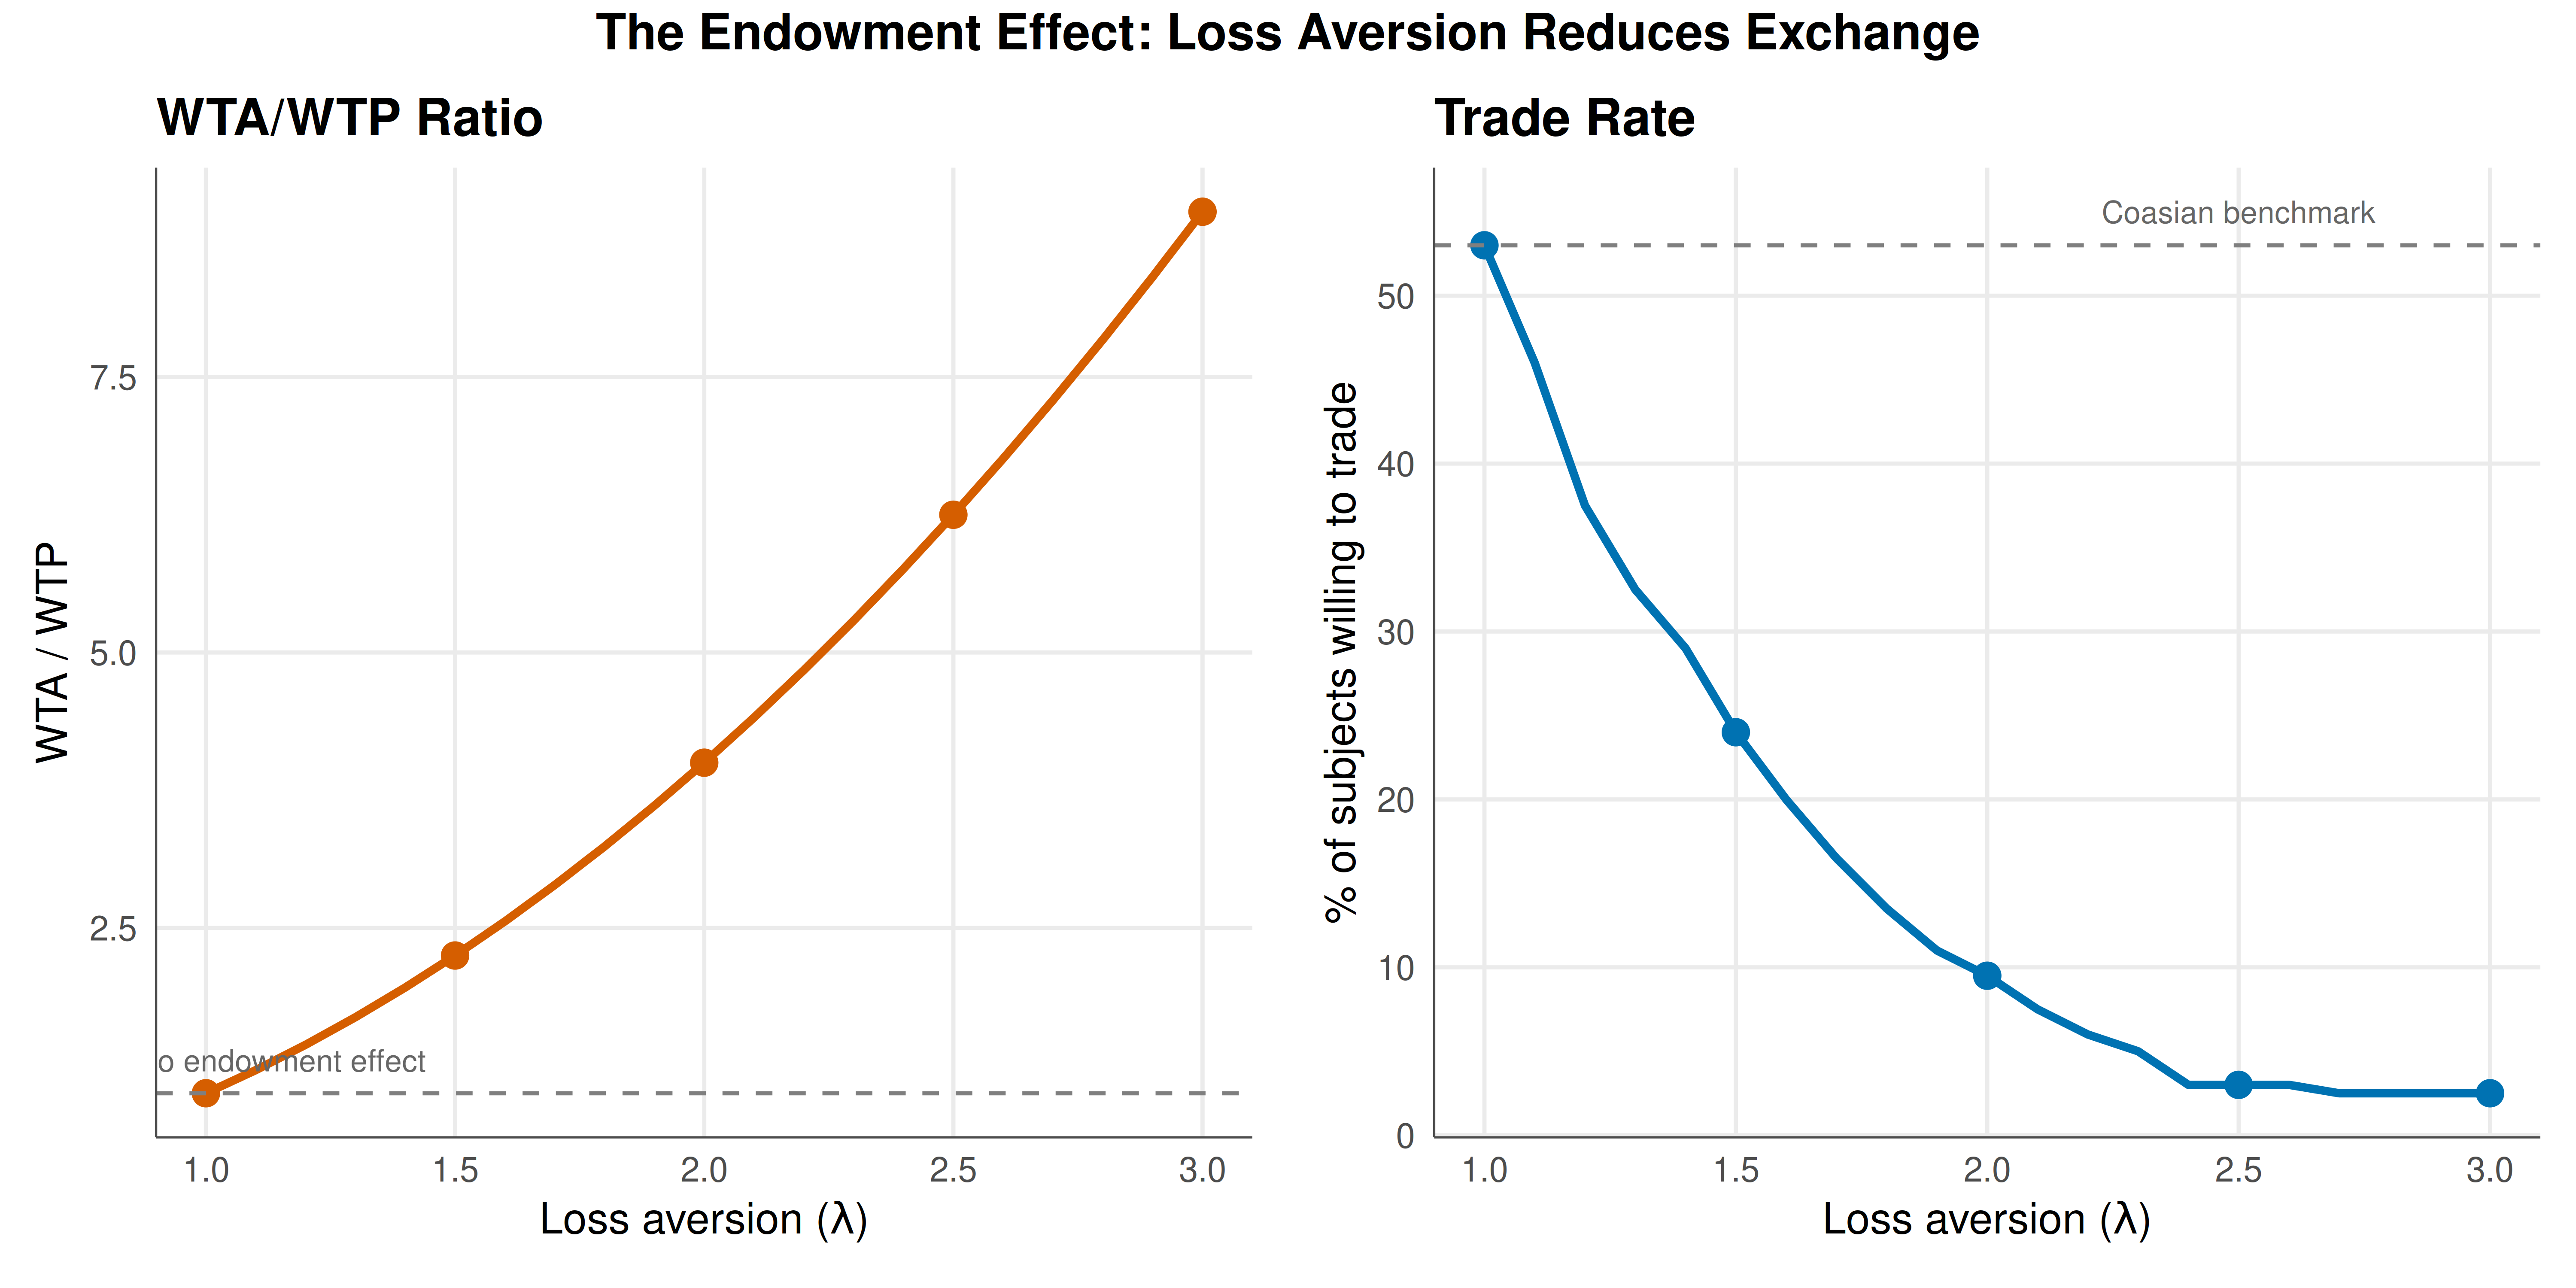 The Endowment Effect: Loss Aversion Reduces Exchange
WTA/WTP Ratio
WTA / WTP
7.5
5.0
2.5
o endowment effect
1.0 1.5 2.0 2.5 3.0
Loss aversion (λ)
Trade Rate
% of subjects willing to trade
Coasian benchmark
50
40
30
20
10
0
1.0 1.5 2.0 2.5 3.0
Loss aversion (λ)